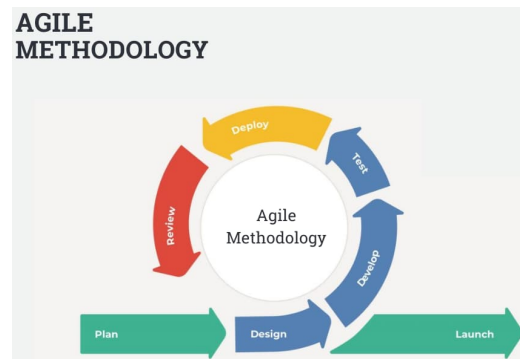 AGILE
METHODOLOGY
Deploy
Test
Review
Agile
Methodology
Develop
Plan
Design
Launch